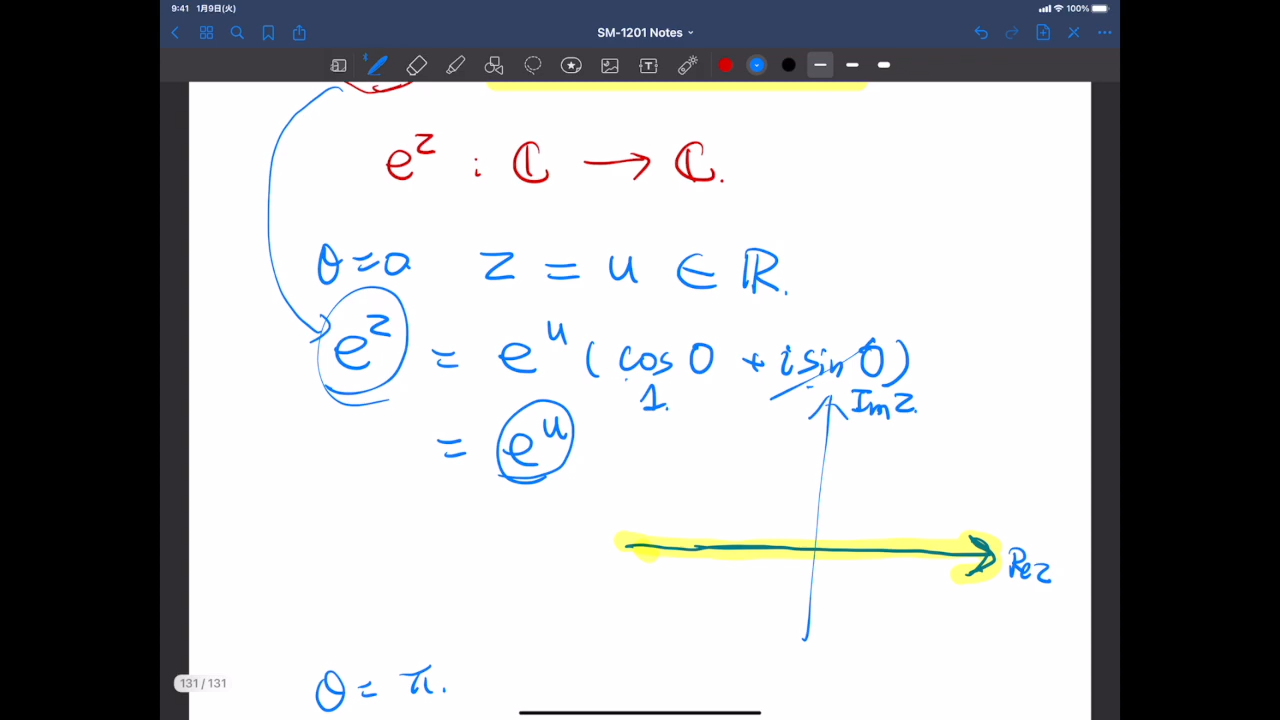 9:41 1月9日(火)
100%
SM-1201 Notes
e^z : ℂ → ℂ.
θ = 0 z = u ∈ ℝ.
e^z = e^u ( cos 0 + i sin 0 )
1.
= e^u
Im z.
Re z
θ = π.
131 / 131